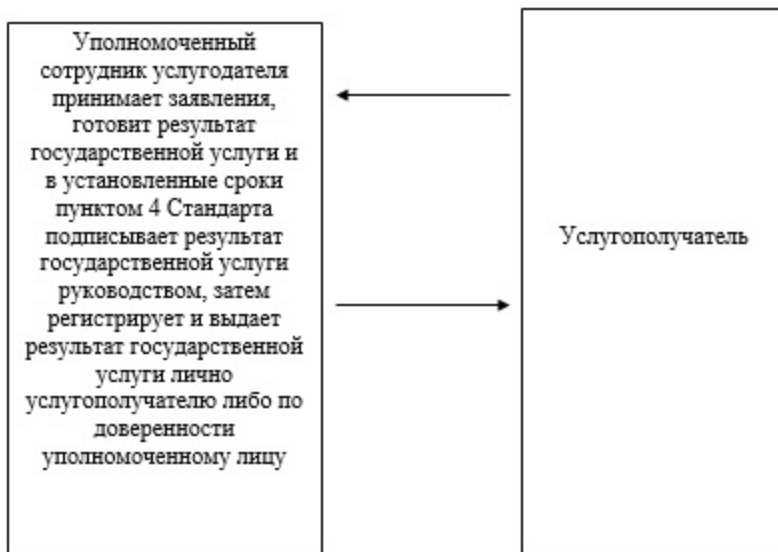 Уполномоченный
сотрудник услугодателя
принимает заявления,
готовит результат
государственной услуги и
в установленные сроки
пунктом 4 Стандарта
подписывает результат
государственной услуги
руководством, затем
регистрирует и выдает
результат государственной
услуги лично
услугополучателю либо по
доверенности
уполномоченному лицу
Услугополучатель